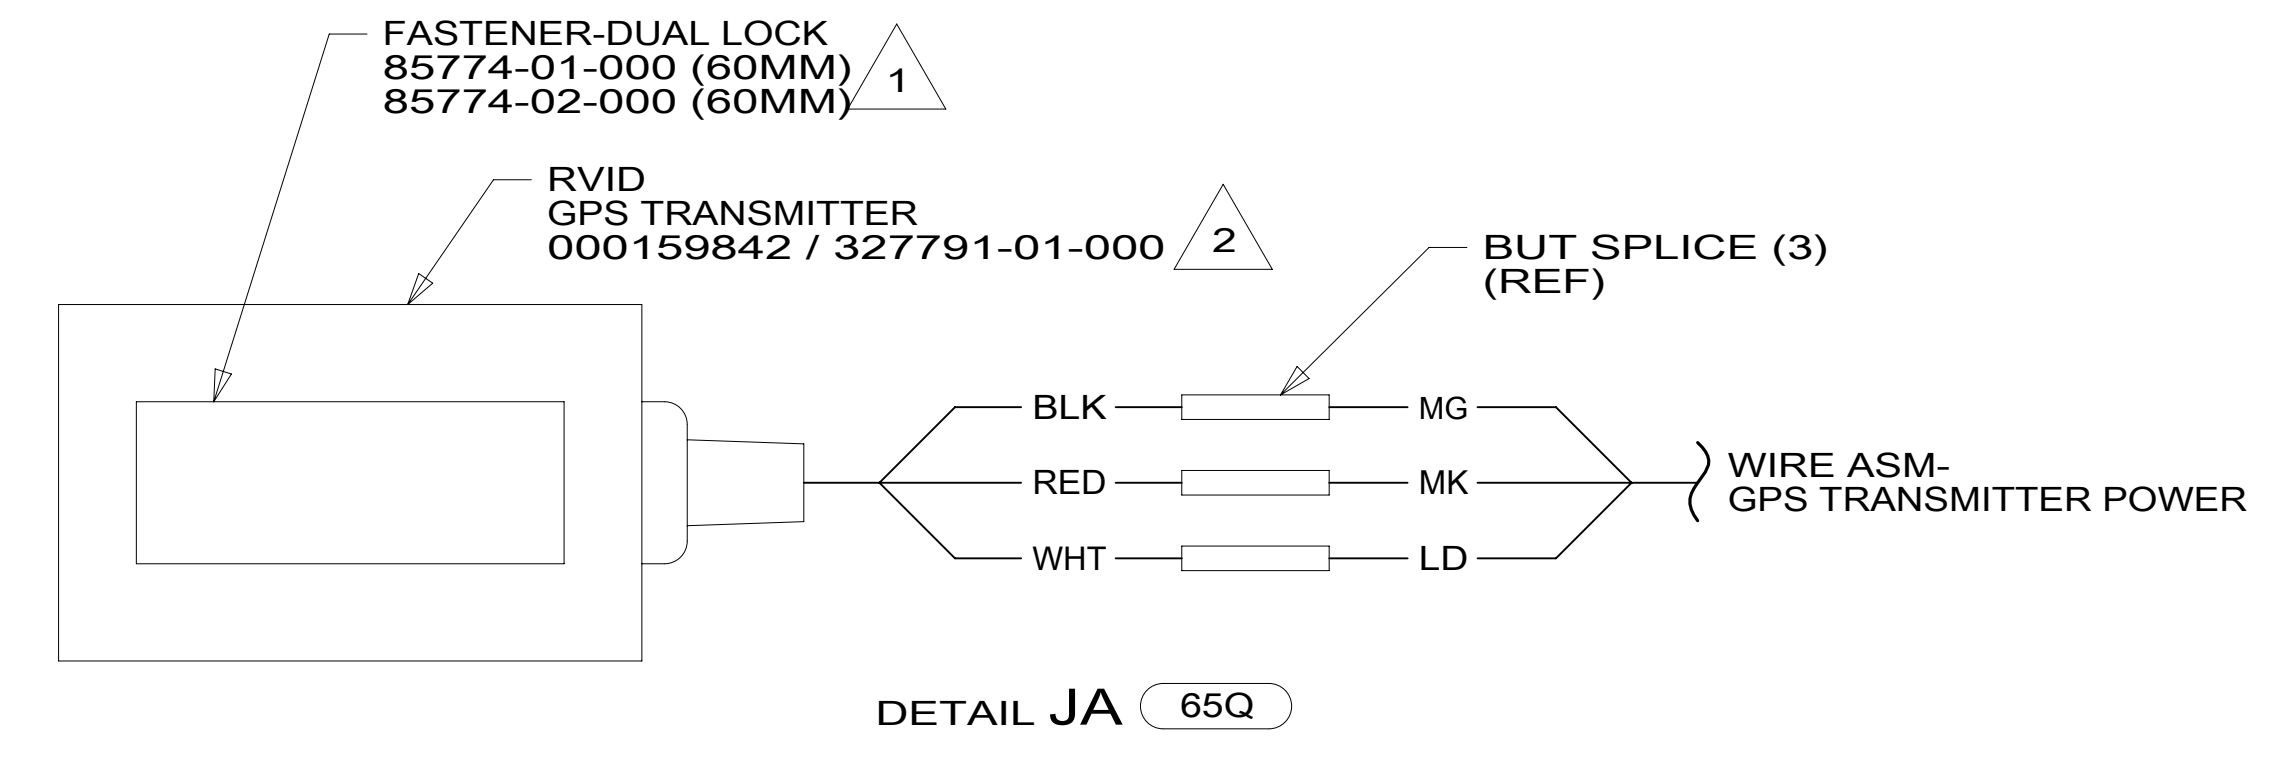 FASTENER-DUAL LOCK
85774-01-000 (60MM)
85774-02-000 (60MM)
1
RVID
GPS TRANSMITTER
000159842 / 327791-01-000
2
BUT SPLICE (3)
(REF)
BLK
MG
RED
MK
WHT
LD
WIRE ASM-
GPS TRANSMITTER POWER
DETAIL JA 65Q